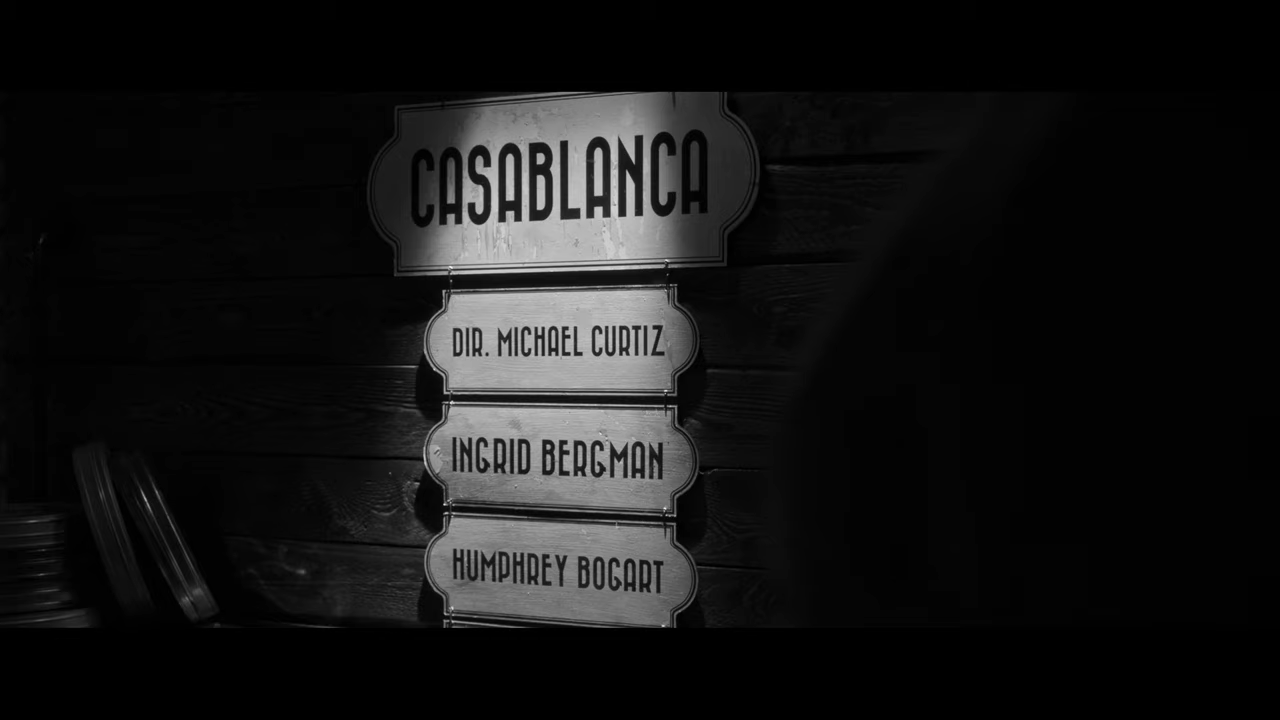 CASABLANCA
DIR. MICHAEL CURTIZ
INGRID BERGMAN
HUMPHREY BOGART